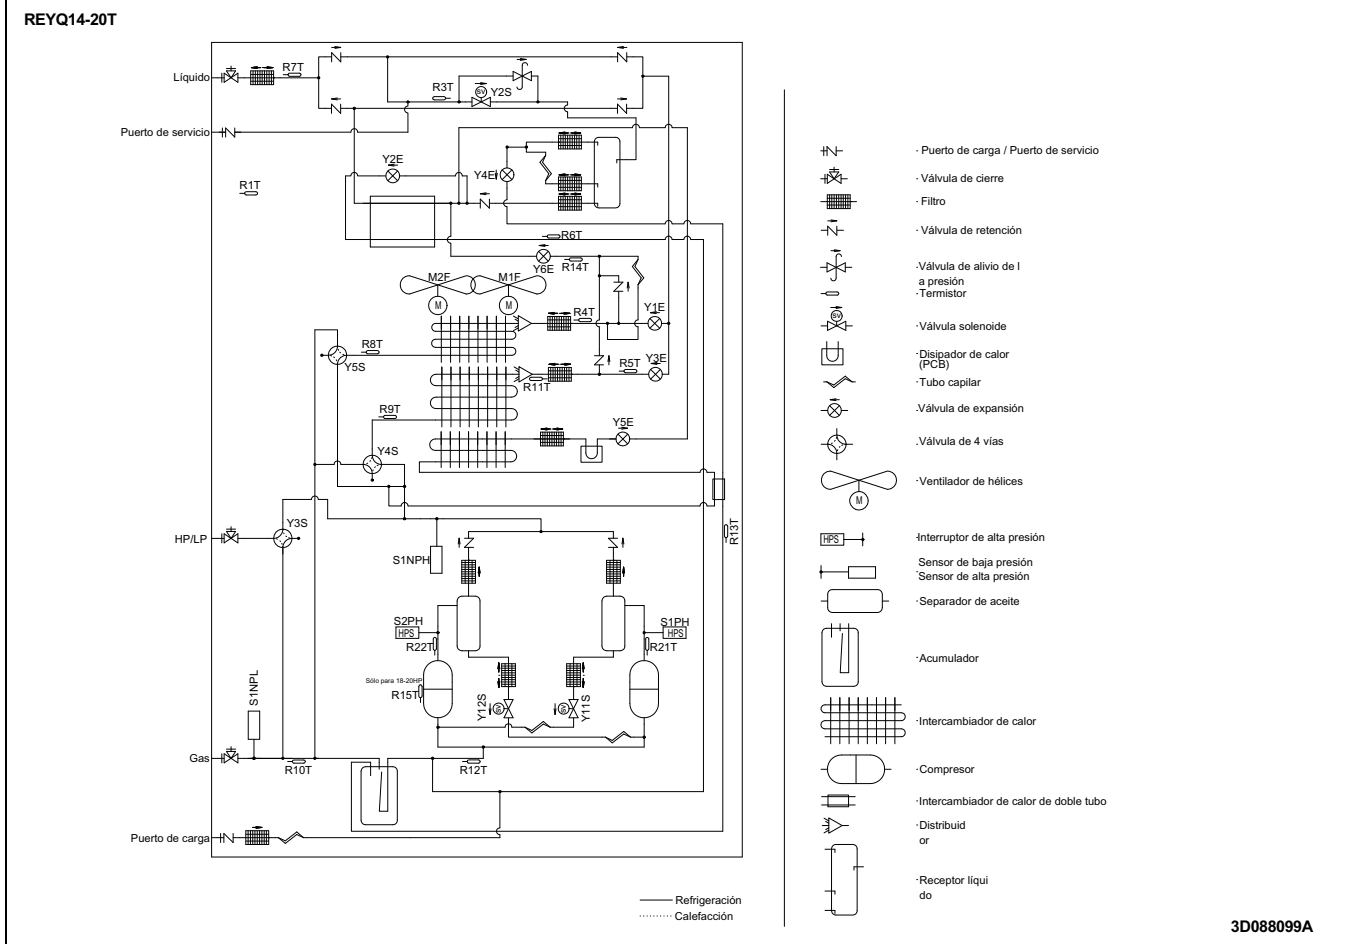 REYQ14-20T
Líquido
R7T
R3T
SV
Y2S
Puerto de servicio
Y2E
Y4E
R1T
R6T
Y6E
R14T
M2F
M1F
M
M
R4T
Y1E
R8T
Y5S
R5T
Y3E
R11T
R9T
Y5E
Y4S
Y3S
HP/LP
R13T
S1NPH
S2PH
HPS
R22T
S1PH
HPS
R21T
Sólo para 18-20HP
R15T
S1NPL
Y12S
SV
SV
Y11S
Gas
R10T
R12T
Puerto de carga
Refrigeración
Calefacción
· Puerto de carga / Puerto de servicio
· Válvula de cierre
· Filtro
· Válvula de retención
·Válvula de alivio de l
a presión
·Termistor
SV
·Válvula solenoide
·Disipador de calor
(PCB)
·Tubo capilar
·Válvula de expansión
·Válvula de 4 vías
·Ventilador de hélices
M
HPS
·Interruptor de alta presión
Sensor de baja presión
·Sensor de alta presión
·Separador de aceite
·Acumulador
·Intercambiador de calor
·Compresor
·Intercambiador de calor de doble tubo
·Distribuid
or
·Receptor líqui
do
3D088099A